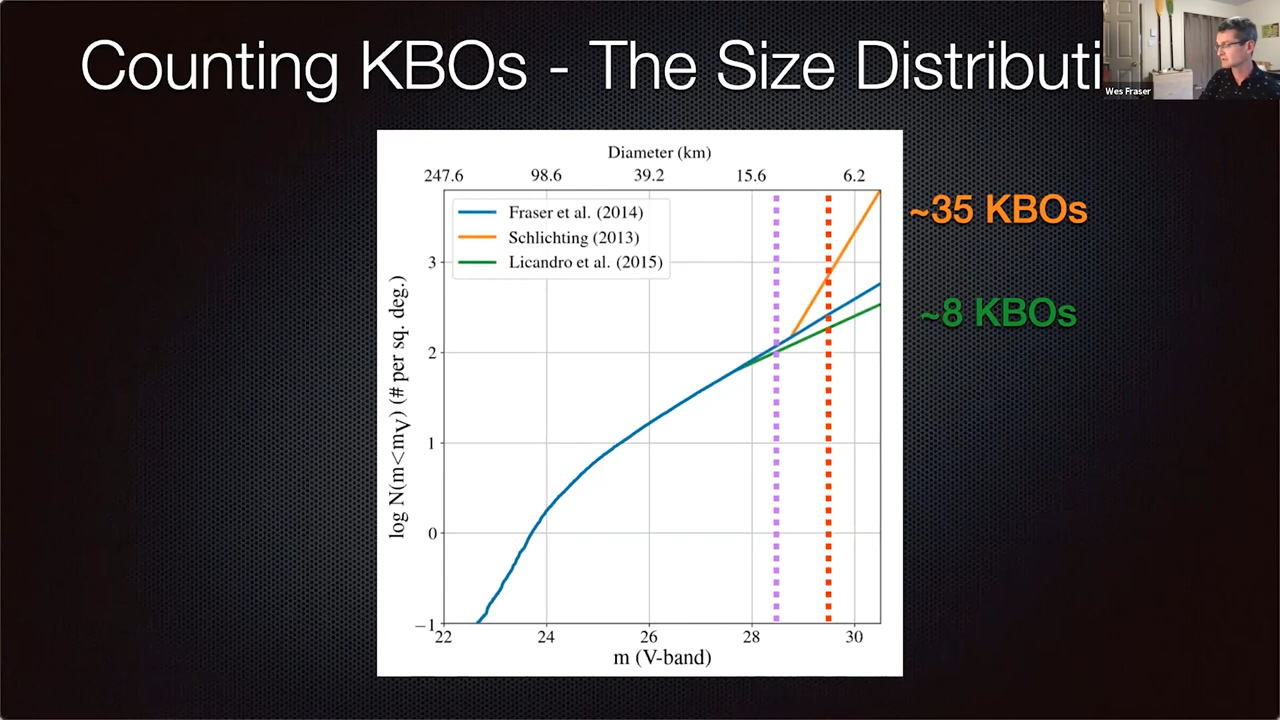 Counting KBOs - The Size Distributi
Wes Fraser
Diameter (km)
247.6 98.6 39.2 15.6 6.2
Fraser et al. (2014)
Schlichting (2013)
Licandro et al. (2015)
~35 KBOs
~8 KBOs
log N(m<mV) (# per sq. deg.)
3
2
1
0
−1
22 24 26 28 30
m (V-band)